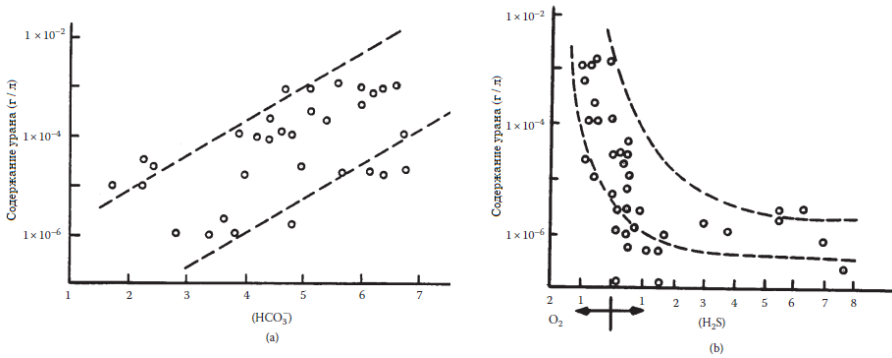 Содержание урана (г / л)
1 × 10⁻²
1 × 10⁻⁴
1 × 10⁻⁶
1 2 3 4 5 6 7
(HCO₃⁻)
(a)
Содержание урана (г / л)
1 × 10⁻²
1 × 10⁻⁴
1 × 10⁻⁶
2 1 1 2 3 4 5 6 7 8
O₂ (H₂S)
(b)